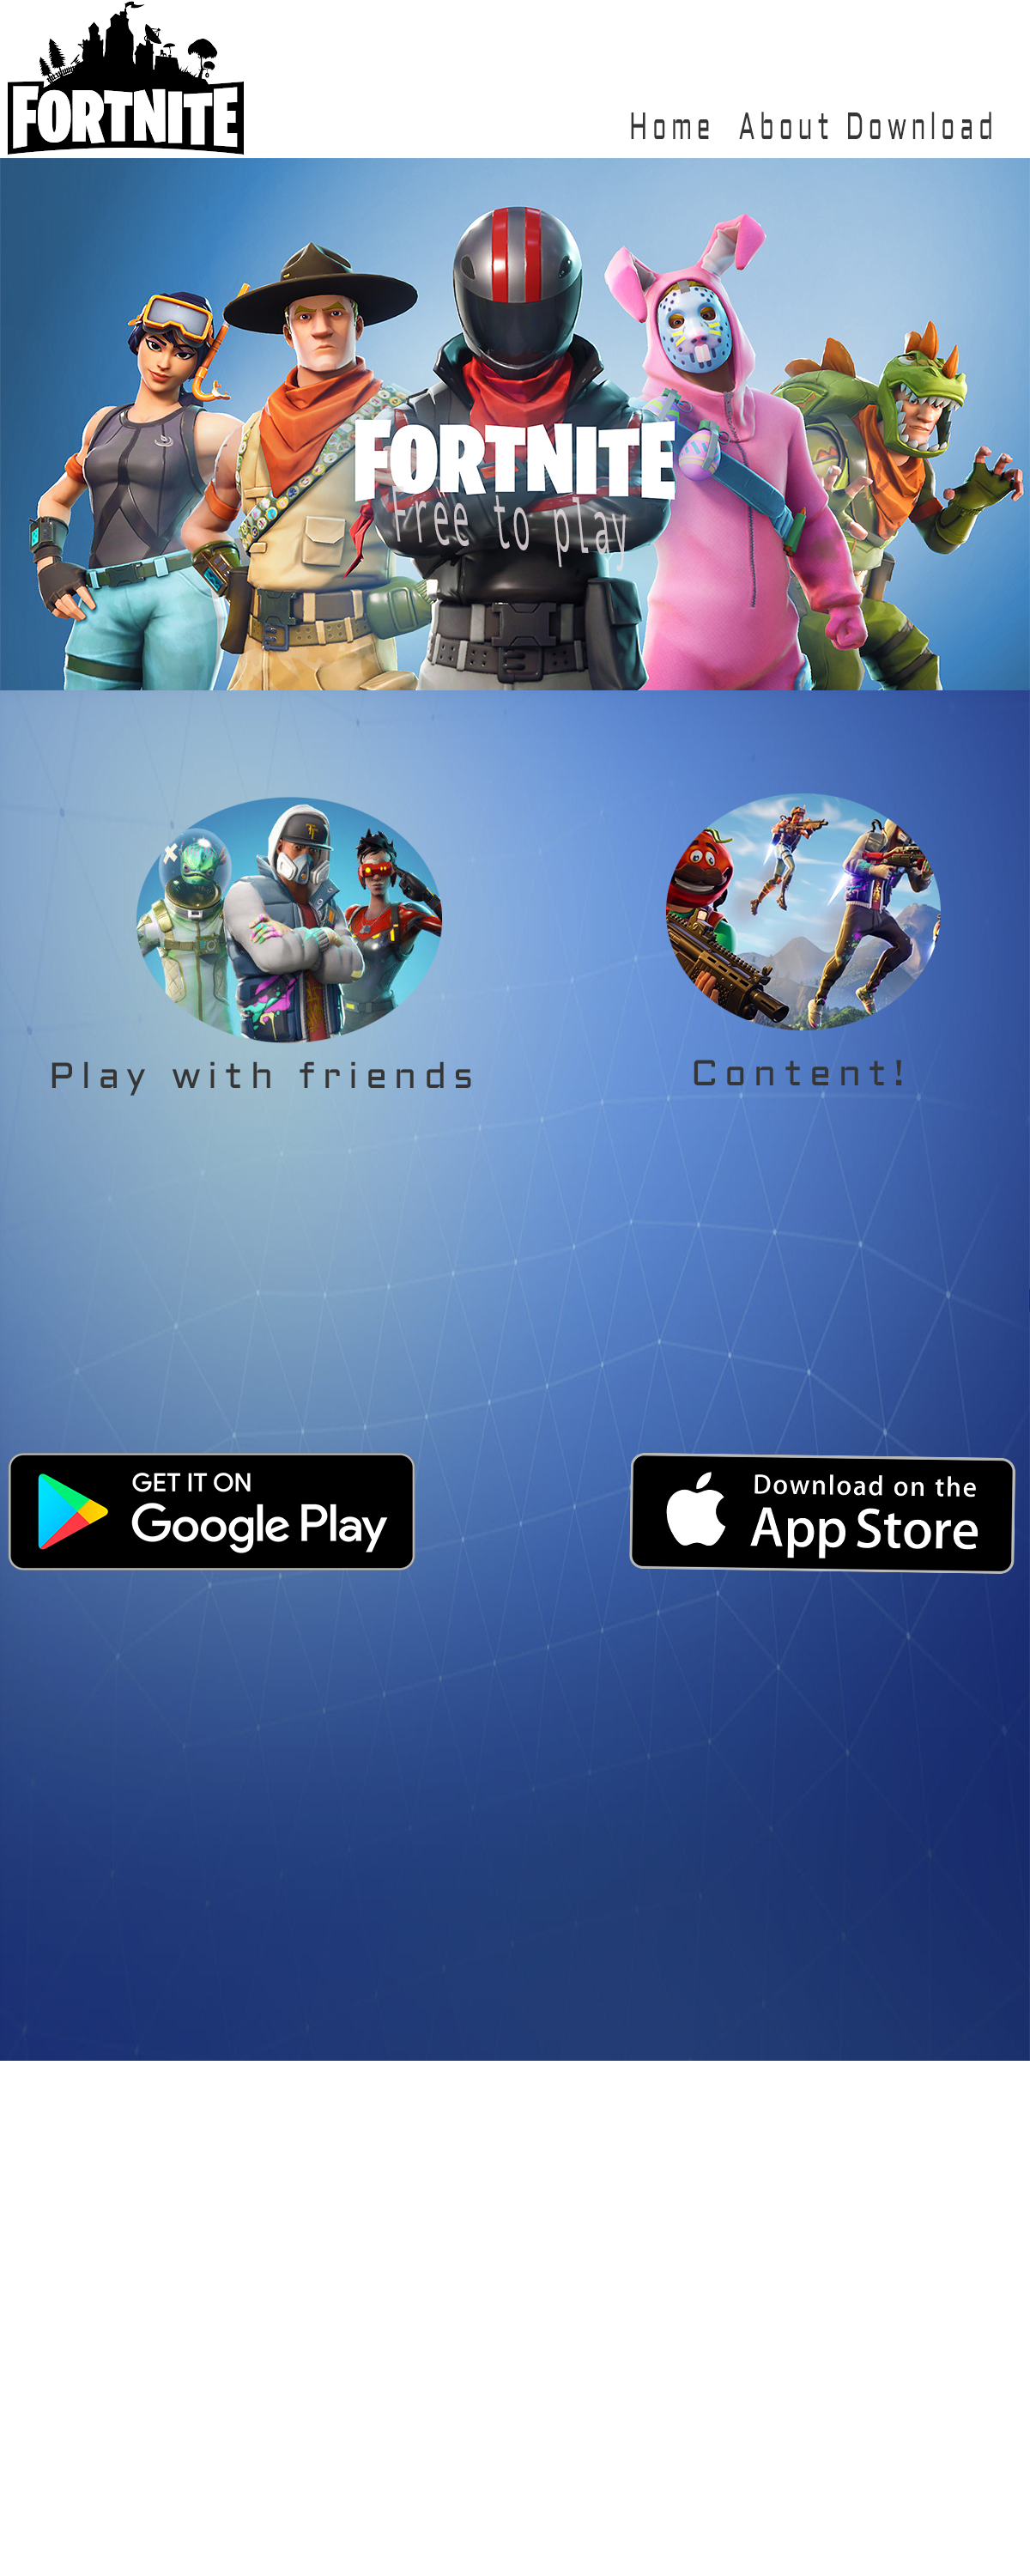 FORTNITE
Home About Download
FORTNITE
Free to play
Play with friends
Content!
GET IT ON
Google Play
Download on the
App Store